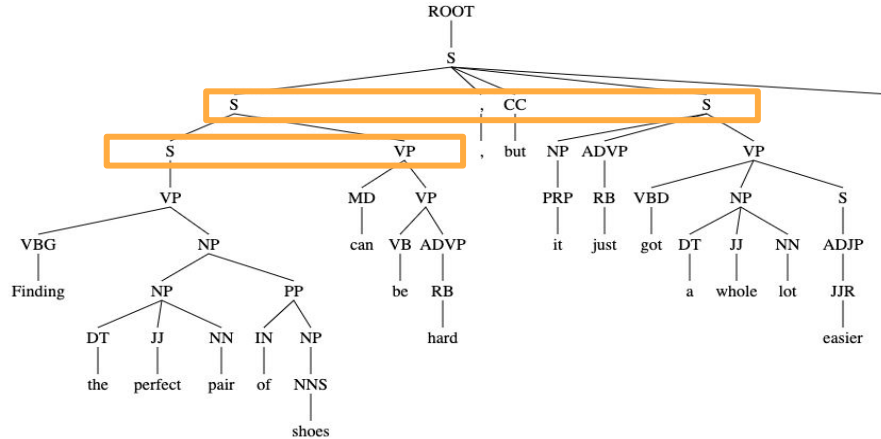 ROOT
S
S , CC S
S VP , but NP ADVP VP
VP MD VP PRP RB VBD NP S
VBG NP can VB ADVP it just got DT JJ NN ADJP
Finding NP PP be RB a whole lot JJR
DT JJ NN IN NP hard easier
the perfect pair of NNS
shoes